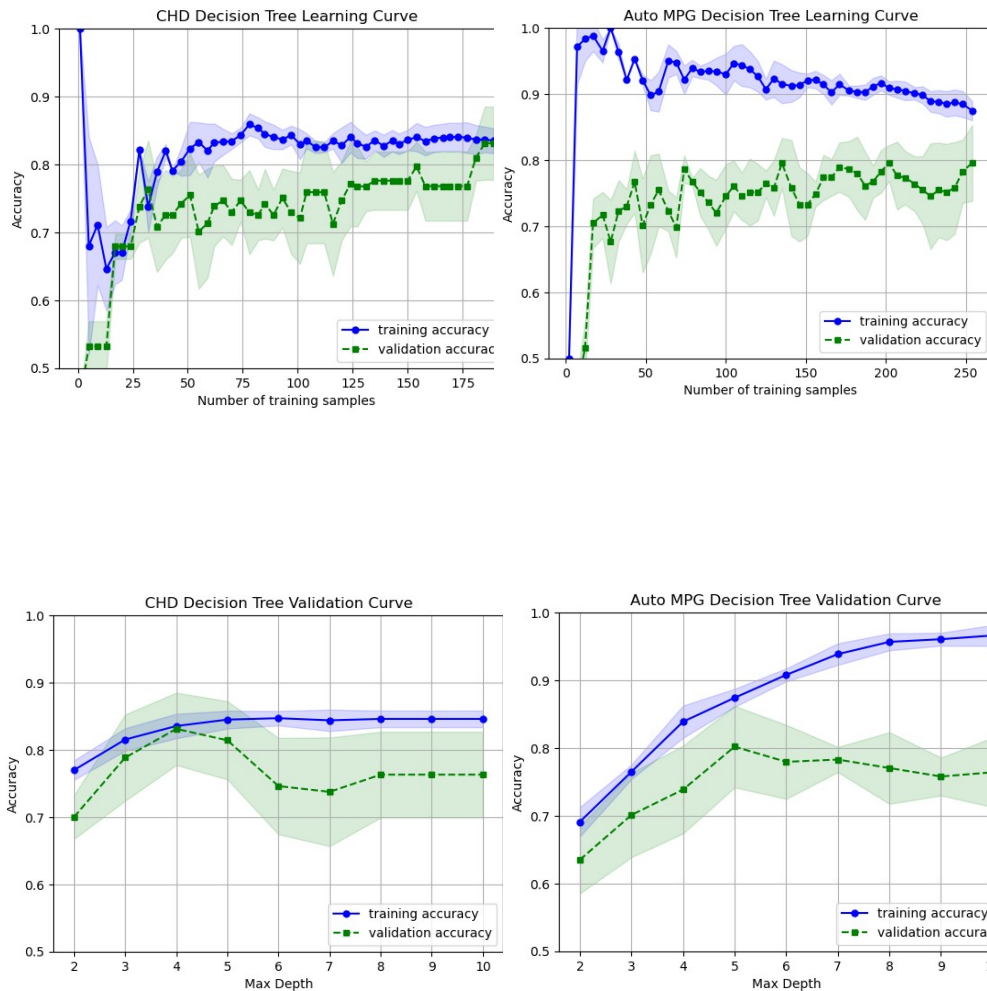 CHD Decision Tree Learning Curve
1.0
0.9
0.8
0.7
0.6
0.5
Accuracy
training accuracy
validation accurac
0 25 50 75 100 125 150 175
Number of training samples
Auto MPG Decision Tree Learning Curve
1.0
0.9
0.8
0.7
0.6
0.5
Accuracy
training accuracy
validation accuracy
0 50 100 150 200 250
Number of training samples
CHD Decision Tree Validation Curve
1.0
0.9
0.8
0.7
0.6
0.5
Accuracy
training accuracy
validation accuracy
2 3 4 5 6 7 8 9 10
Max Depth
Auto MPG Decision Tree Validation Curve
1.0
0.9
0.8
0.7
0.6
0.5
Accuracy
training accuracy
validation accura
2 3 4 5 6 7 8 9
Max Depth